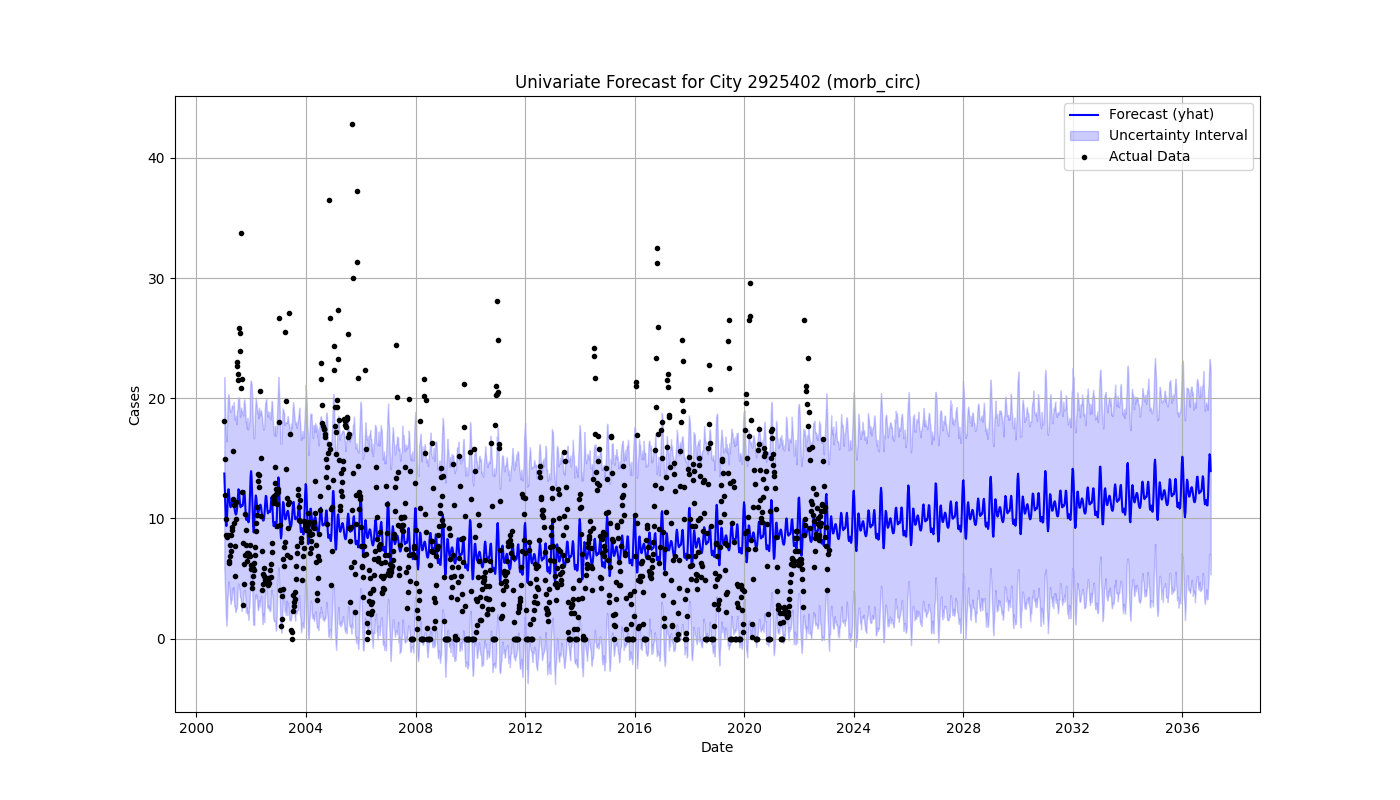 Univariate Forecast for City 2925402 (morb_circ)
Forecast (yhat)
Uncertainty Interval
Actual Data
Cases
40
30
20
10
0
2000 2004 2008 2012 2016 2020 2024 2028 2032 2036
Date